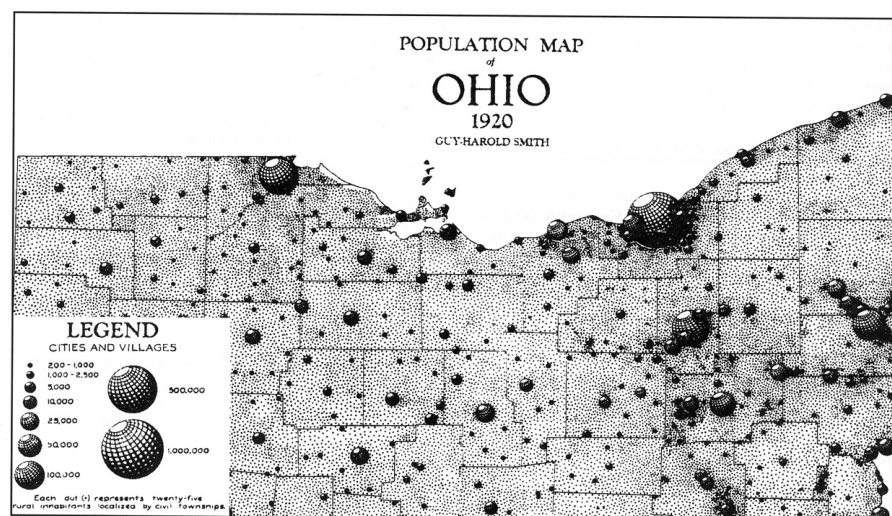 POPULATION MAP
of
OHIO
1920
GUY-HAROLD SMITH
LEGEND
CITIES AND VILLAGES
200-1,000
1,000-2,500
5,000
10,000
25,000
50,000
100,000
500,000
1,000,000
Each dot (•) represents twenty-five
rural inhabitants localized by civil townships.